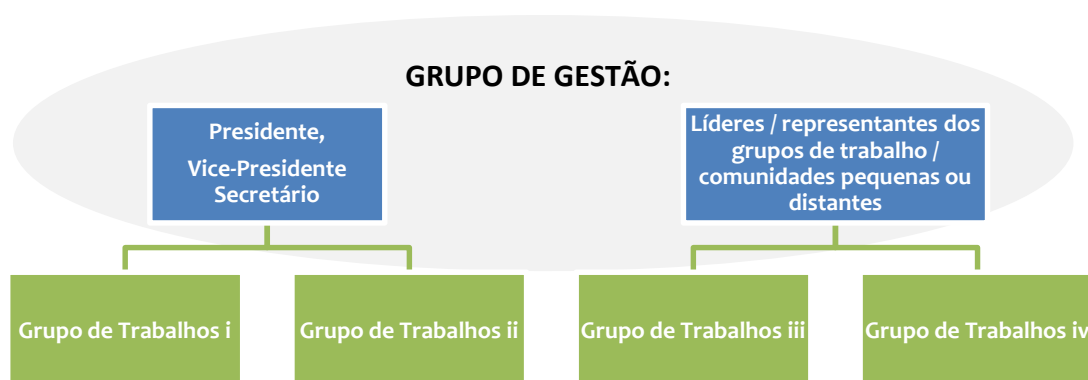 GRUPO DE GESTÃO:
Presidente,
Vice-Presidente
Secretário
Líderes / representantes dos
grupos de trabalho /
comunidades pequenas ou
distantes
Grupo de Trabalhos i
Grupo de Trabalhos ii
Grupo de Trabalhos iii
Grupo de Trabalhos iv